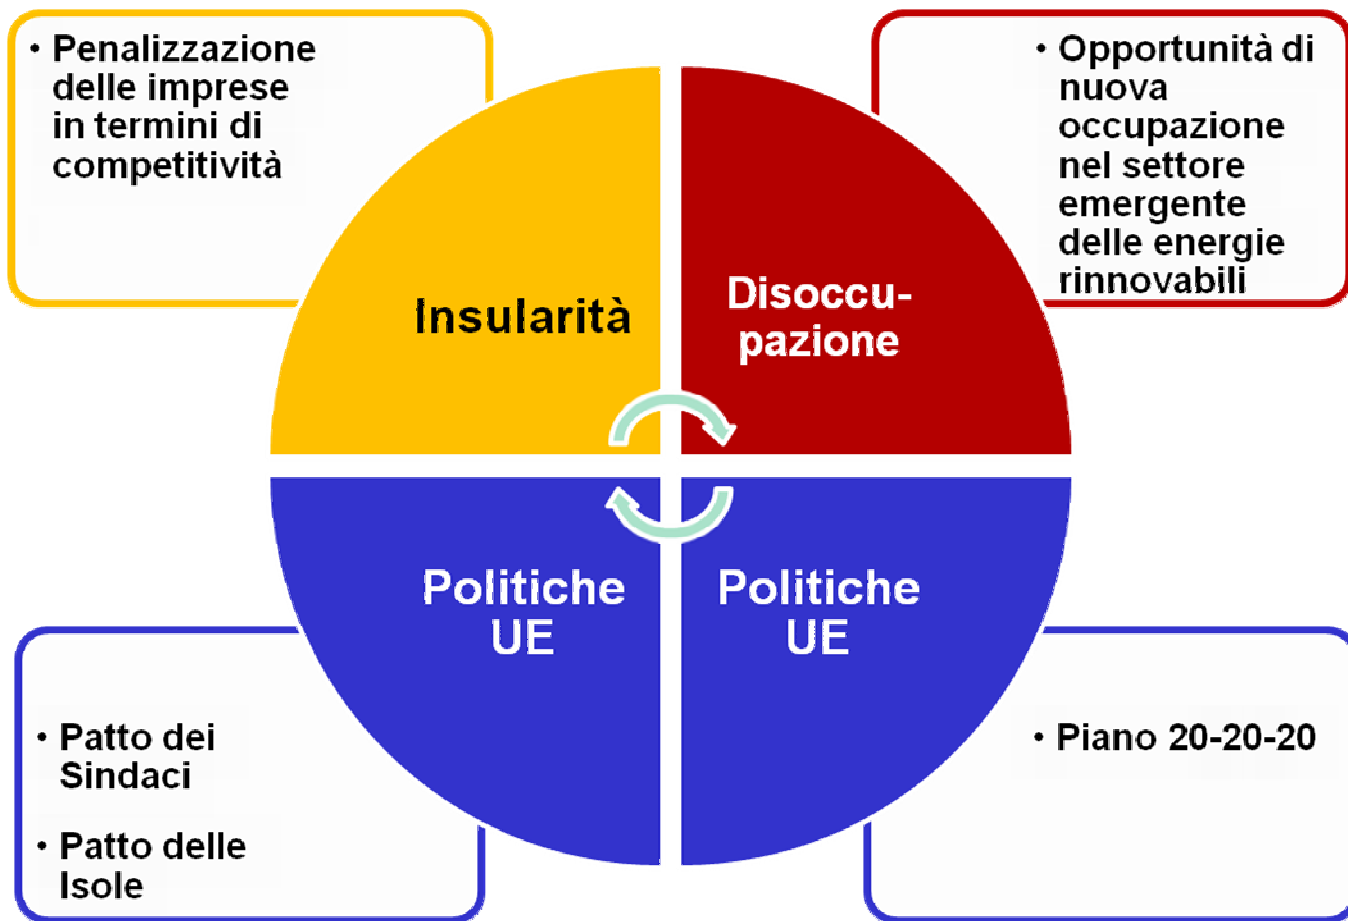 • Penalizzazione
delle imprese
in termini di
competitività
• Opportunità di
nuova
occupazione
nel settore
emergente
delle energie
rinnovabili
Insularità
Disoccu-
pazione
Politiche
UE
Politiche
UE
• Patto dei
Sindaci
• Patto delle
Isole
• Piano 20-20-20